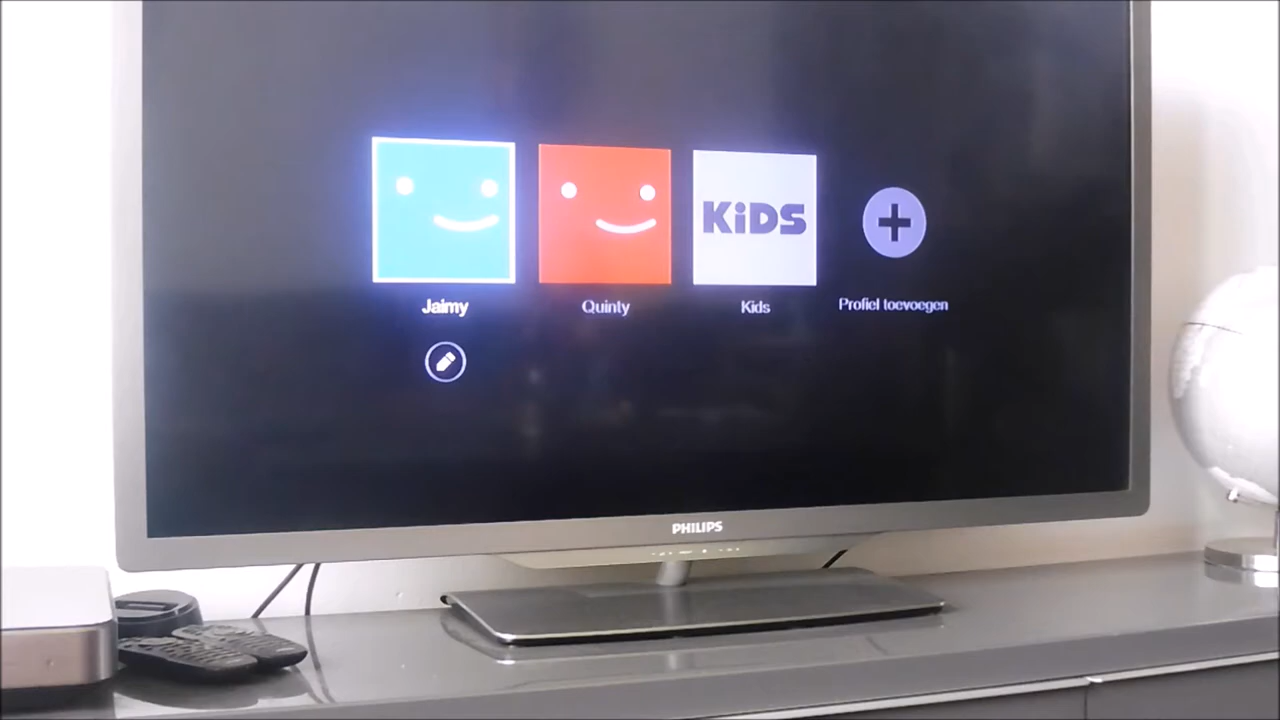 KiDS
Jaimy
Quinty
Kids
Profiel toevoegen
PHILIPS